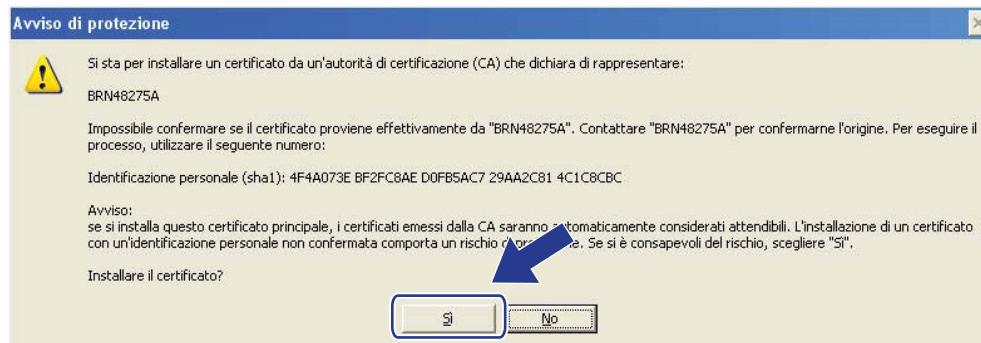 Avviso di protezione
Si sta per installare un certificato da un'autorità di certificazione (CA) che dichiara di rappresentare:
BRN48275A
Impossibile confermare se il certificato proviene effettivamente da "BRN48275A". Contattare "BRN48275A" per confermarne l'origine. Per eseguire il
processo, utilizzare il seguente numero:
Identificazione personale (sha1): 4F4A073E BF2FC8AE D0FB5AC7 29AA2C81 4C1C8CBC
Avviso:
se si installa questo certificato principale, i certificati emessi dalla CA saranno automaticamente considerati attendibili. L'installazione di un certificato
con un'identificazione personale non confermata comporta un rischio . Se si è consapevoli del rischio, scegliere "Sì".
Installare il certificato?
Sì
No